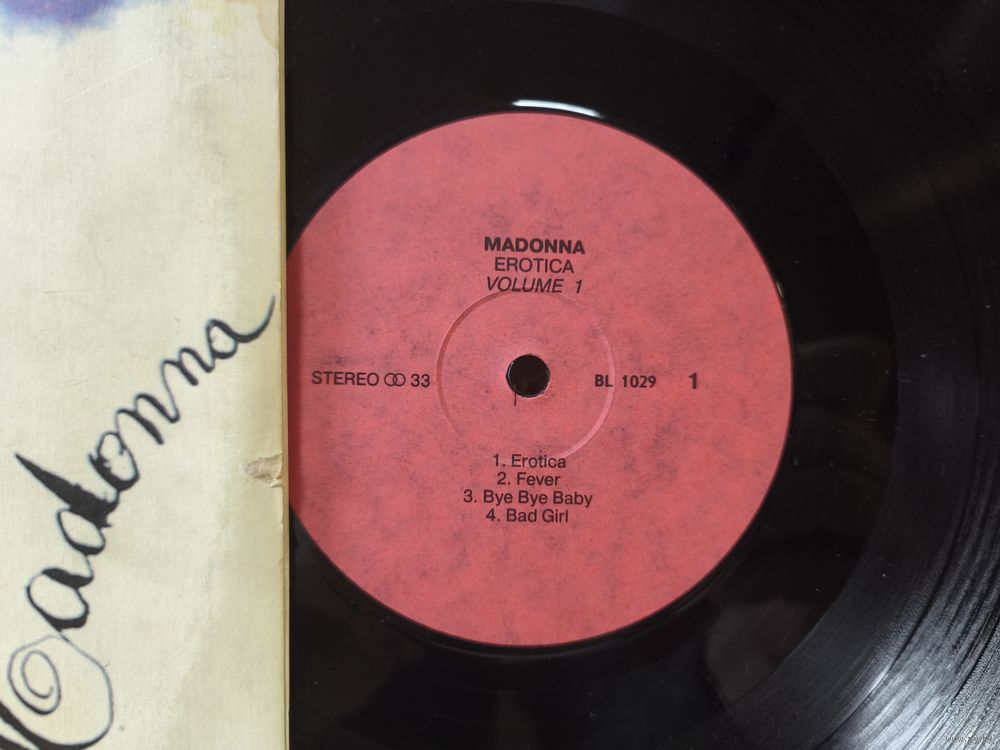 Madonna
MADONNA
EROTICA
VOLUME 1
STEREO 33
BL 1029 1
1. Erotica
2. Fever
3. Bye Bye Baby
4. Bad Girl